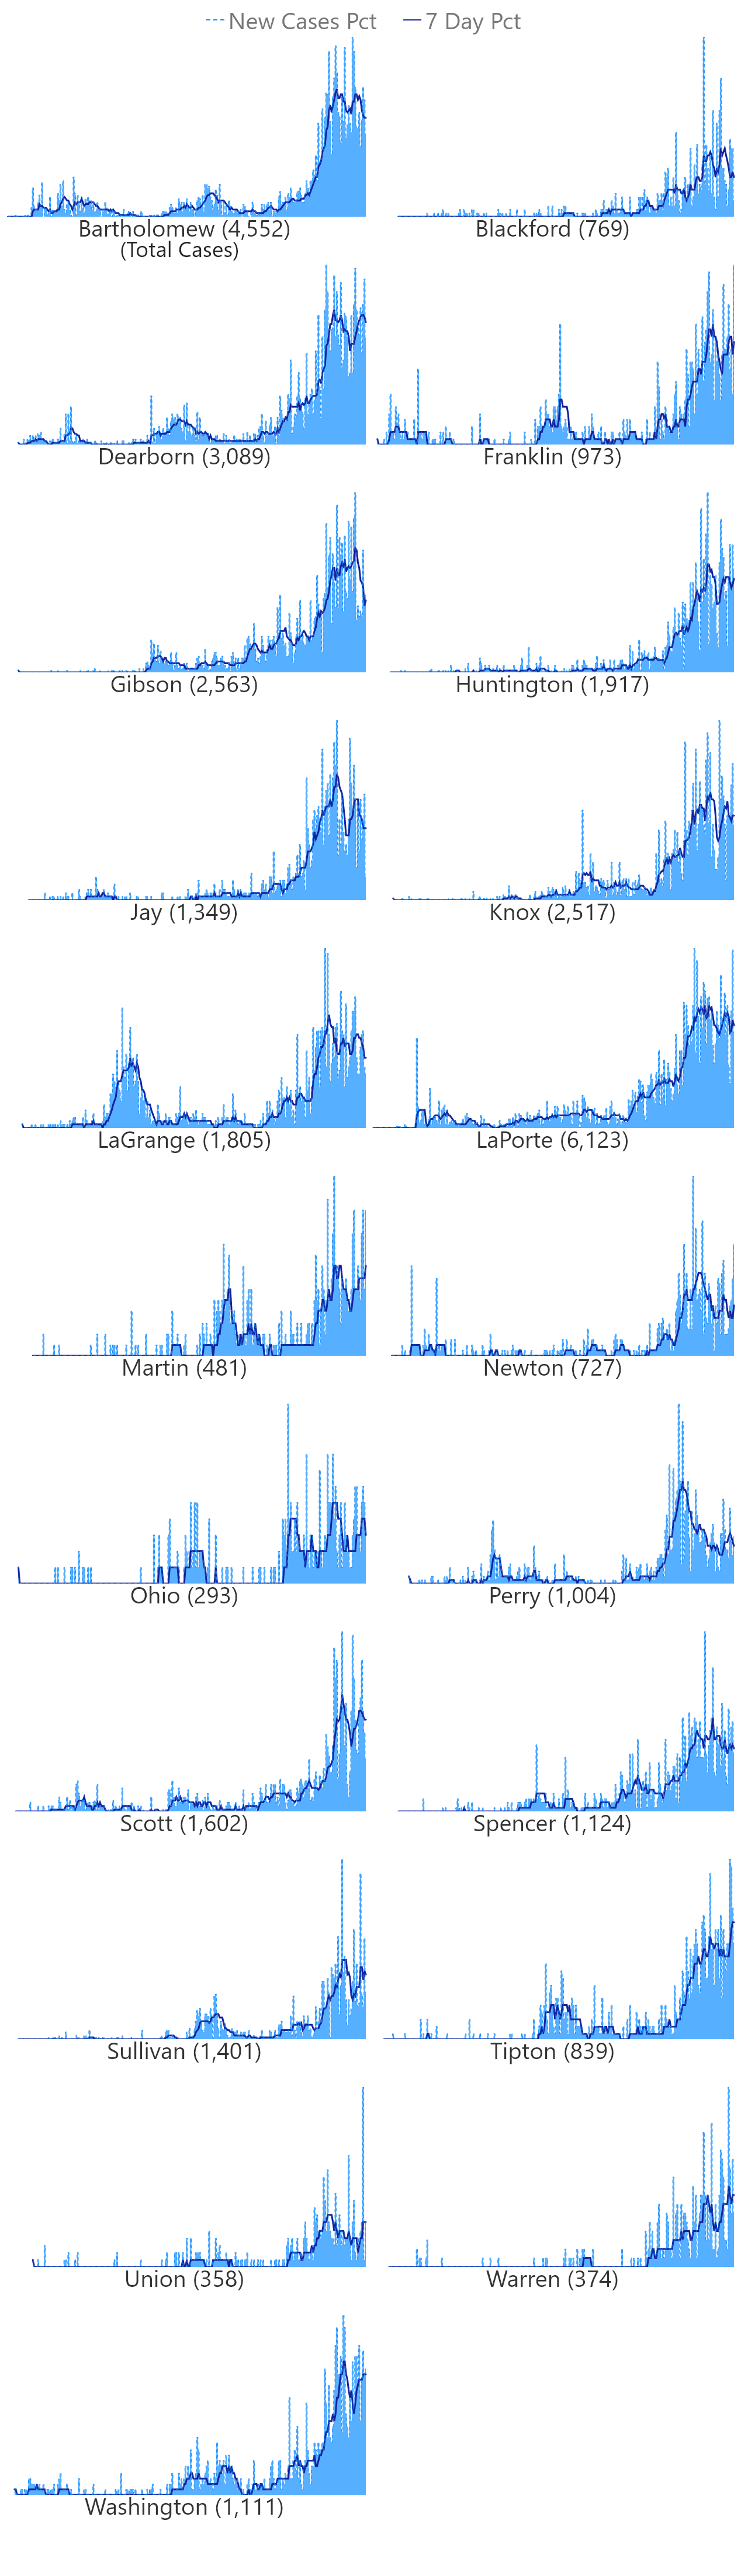 New Cases Pct 7 Day Pct
Bartholomew (4,552) Blackford (769)
(Total Cases)
Dearborn (3,089) Franklin (973)
Gibson (2,563) Huntington (1,917)
Jay (1,349) Knox (2,517)
LaGrange (1,805) LaPorte (6,123)
Martin (481) Newton (727)
Ohio (293) Perry (1,004)
Scott (1,602) Spencer (1,124)
Sullivan (1,401) Tipton (839)
Union (358) Warren (374)
Washington (1,111)